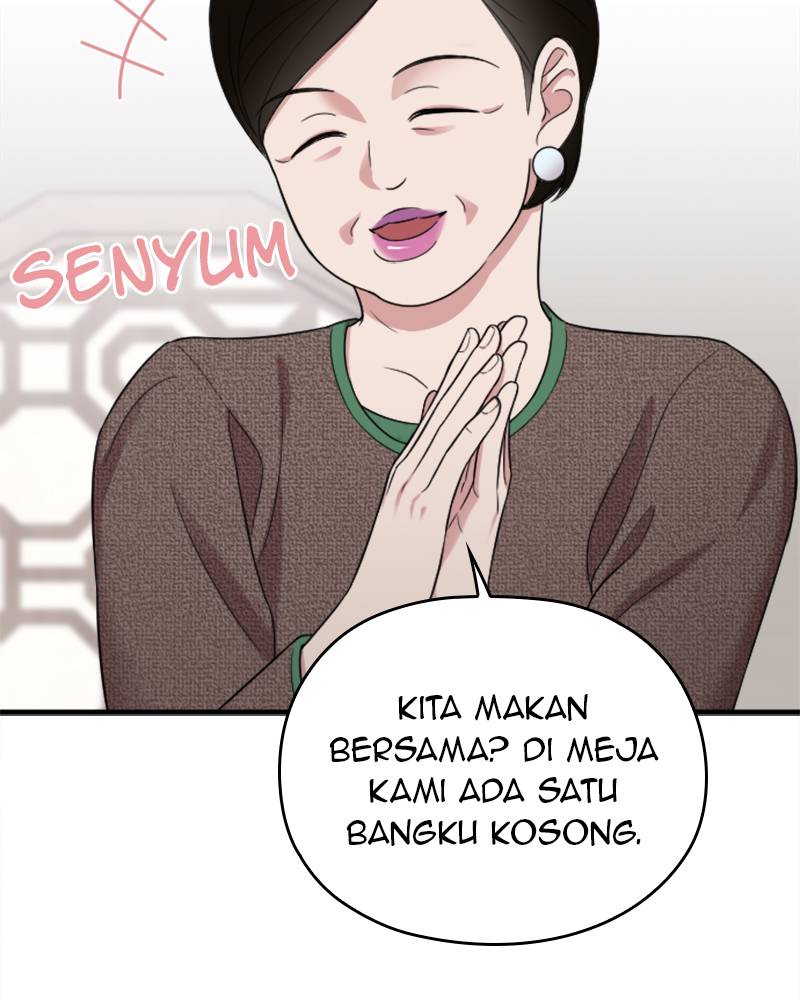 SENYUM
KITA MAKAN
BERSAMA? DI MEJA
KAMI ADA SATU
BANGKU KOSONG.